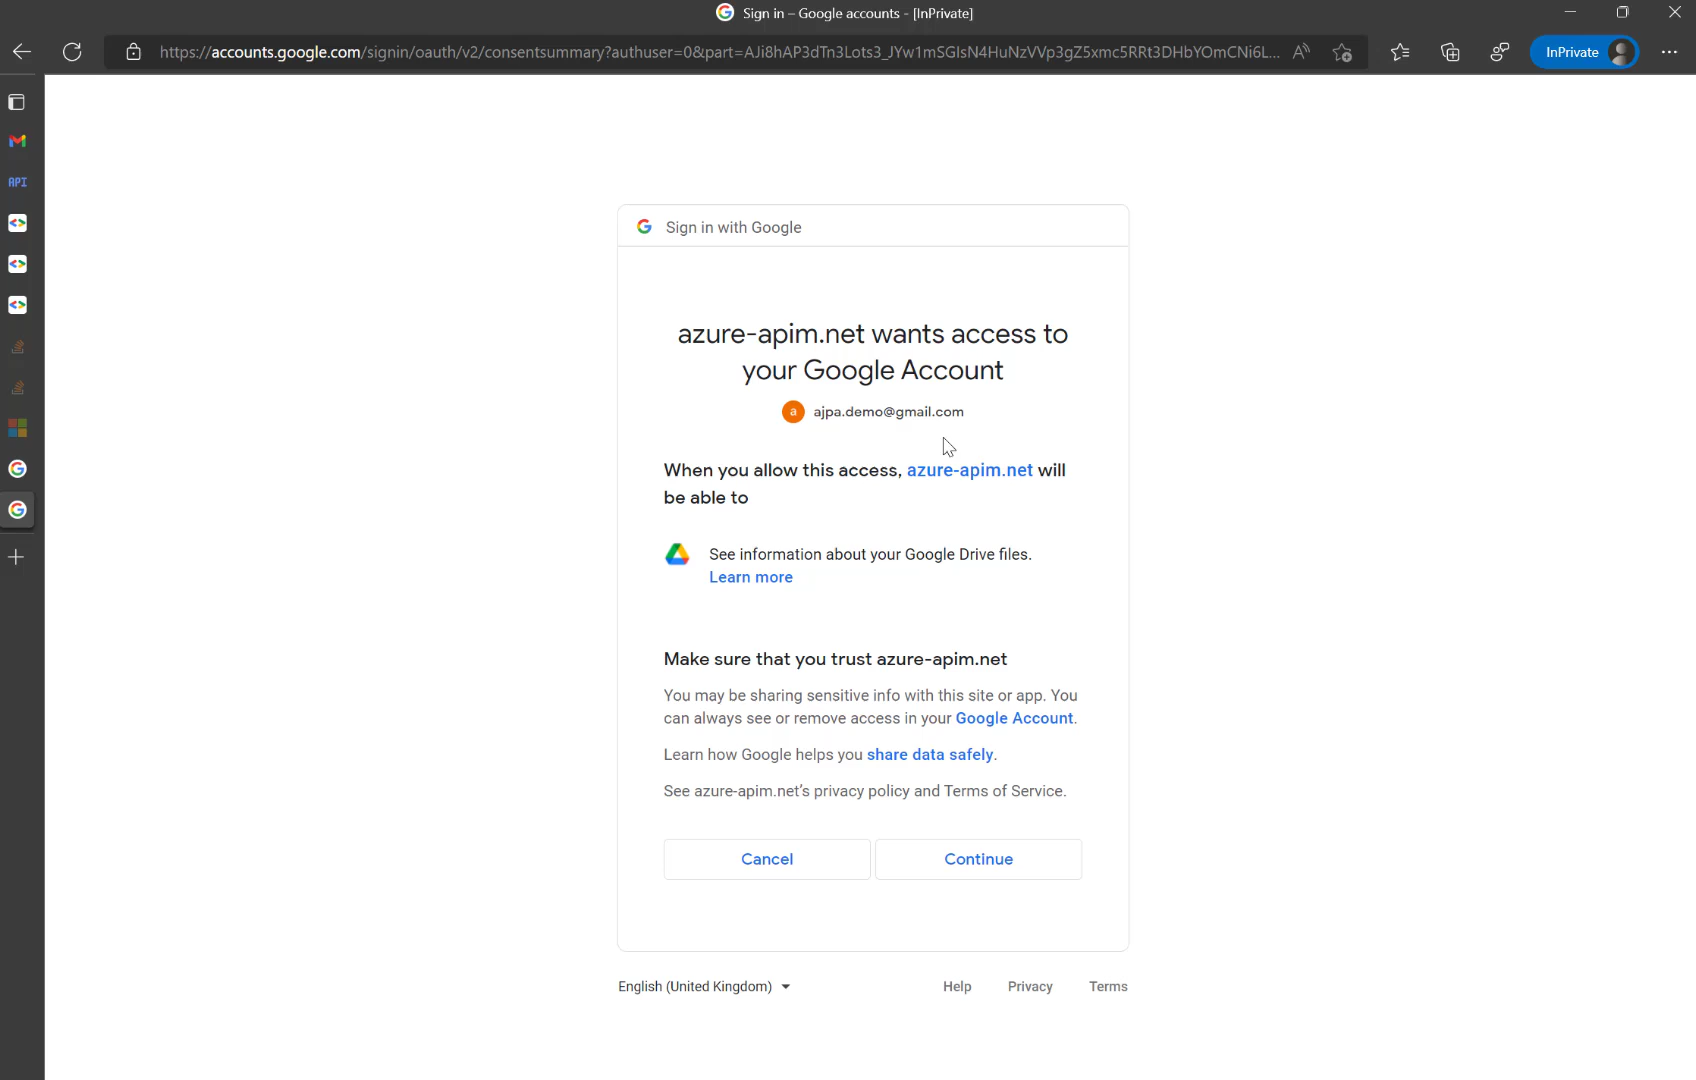 Sign in – Google accounts - [InPrivate]
https://accounts.google.com/signin/oauth/v2/consentsummary?authuser=0&part=AJi8hAP3dTn3Lots3_JYw1mSGIsN4HuNzVVp3gZ5xmc5RRt3DHbYOmCNi6L...
InPrivate
API
Sign in with Google
azure-apim.net wants access to
your Google Account
a ajpa.demo@gmail.com
When you allow this access, azure-apim.net will
be able to
See information about your Google Drive files.
Learn more
Make sure that you trust azure-apim.net
You may be sharing sensitive info with this site or app. You
can always see or remove access in your Google Account.
Learn how Google helps you share data safely.
See azure-apim.net's privacy policy and Terms of Service.
Cancel Continue
English (United Kingdom) Help Privacy Terms